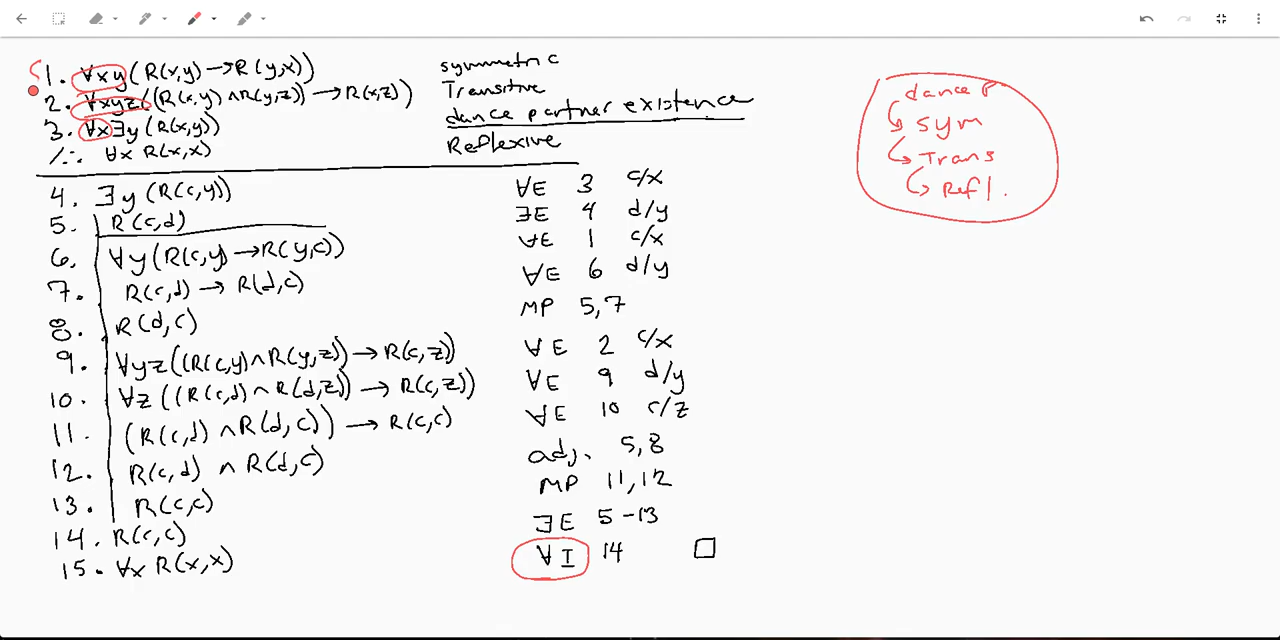 1. ∀xy(R(x,y)→R(y,x)) symmetric
2. ∀xyz((R(x,y)∧R(y,z))→R(x,z)) Transitive
3. ∀x∃y(R(x,y)) dance partner existence
/∴ ∀x R(x,x) Reflexive
4. ∃y(R(c,y)) ∀E 3 c/x
5. R(c,d) ∃E 4 d/y
6. ∀y(R(c,y)→R(y,c)) ∀E 1 c/x
7. R(c,d)→R(d,c) ∀E 6 d/y
8. R(d,c) MP 5,7
9. ∀yz((R(c,y)∧R(y,z))→R(c,z)) ∀E 2 c/x
10. ∀z((R(c,d)∧R(d,z))→R(c,z)) ∀E 9 d/y
11. (R(c,d)∧R(d,c))→R(c,c) ∀E 10 c/z
12. R(c,d)∧R(d,c) adj. 5,8
13. R(c,c) MP 11,12
14. R(c,c) ∃E 5-13
15. ∀x R(x,x) ∀I 14 □
dance P
↳ sym
↳ Trans
↳ Refl.